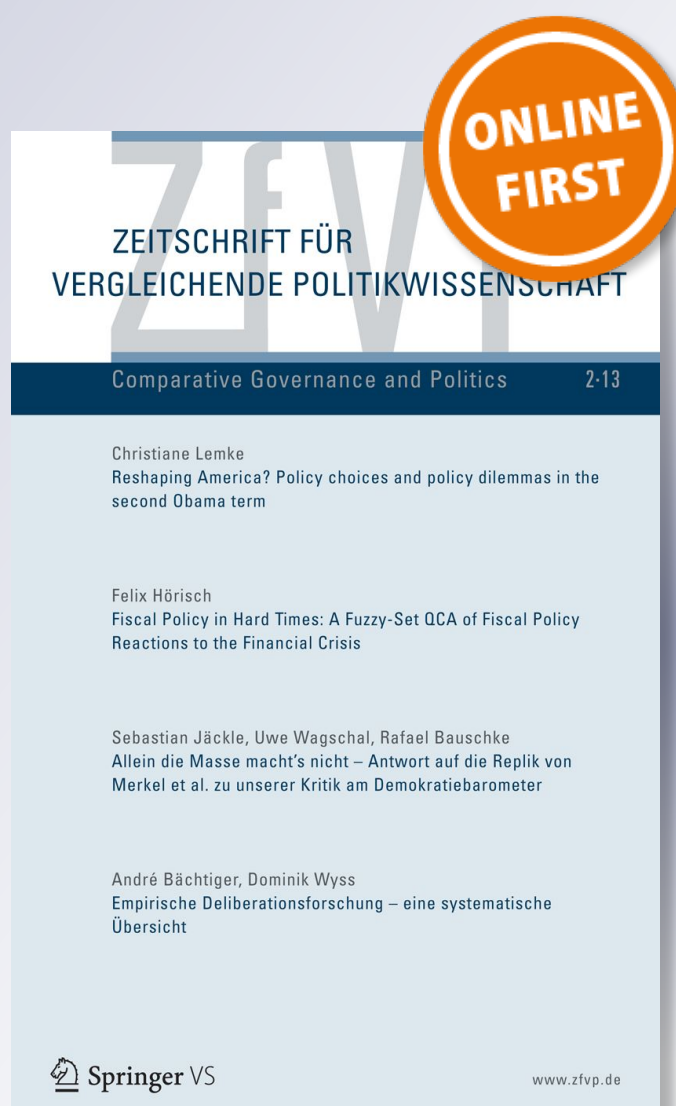 ONLINE
FIRST
ZfV
ZEITSCHRIFT FÜR
VERGLEICHENDE POLITIKWISSENSCHAFT
Comparative Governance and Politics 2·13
Christiane Lemke
Reshaping America? Policy choices and policy dilemmas in the
second Obama term
Felix Hörisch
Fiscal Policy in Hard Times: A Fuzzy-Set QCA of Fiscal Policy
Reactions to the Financial Crisis
Sebastian Jäckle, Uwe Wagschal, Rafael Bauschke
Allein die Masse macht's nicht – Antwort auf die Replik von
Merkel et al. zu unserer Kritik am Demokratiebarometer
André Bächtiger, Dominik Wyss
Empirische Deliberationsforschung – eine systematische
Übersicht
Springer VS
www.zfvp.de